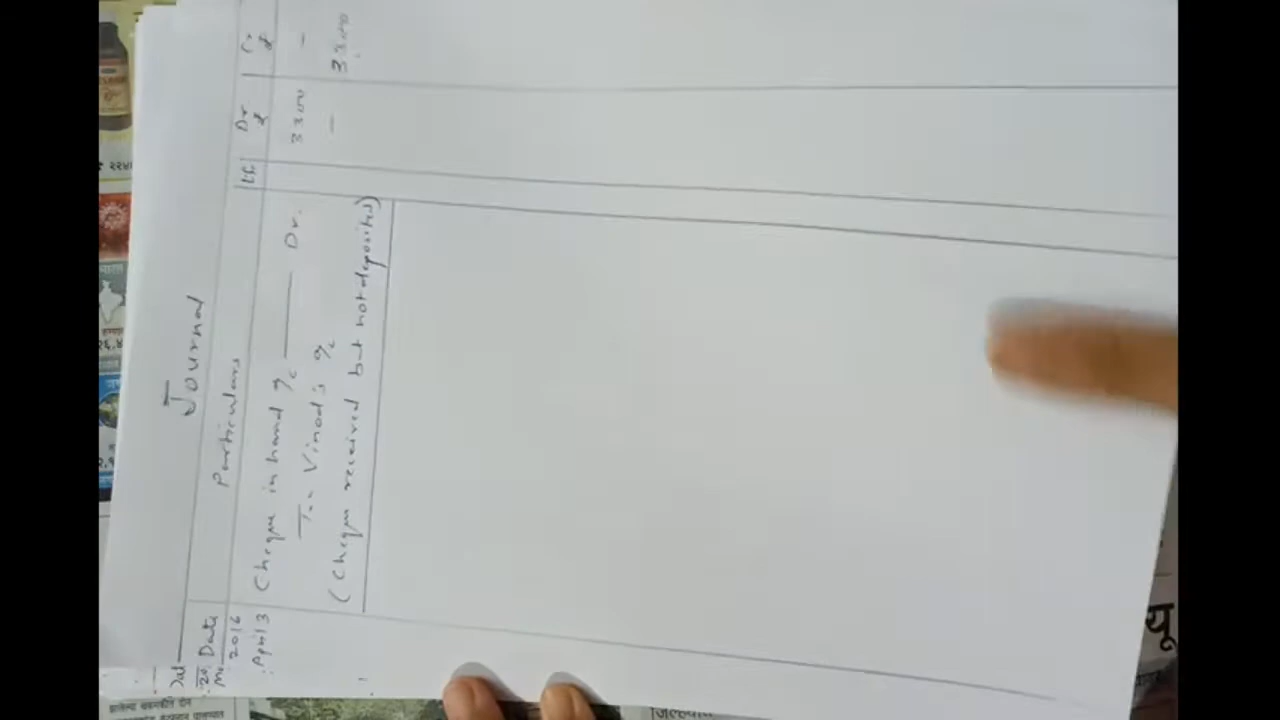 Journal
Date Particulars L.F. Dr ₹ Cr ₹
2016
April 3 Cheque in hand A/c ——— Dr. 3300 –
To Vinod's A/c – 3300
(Cheque received but not deposited)
यू